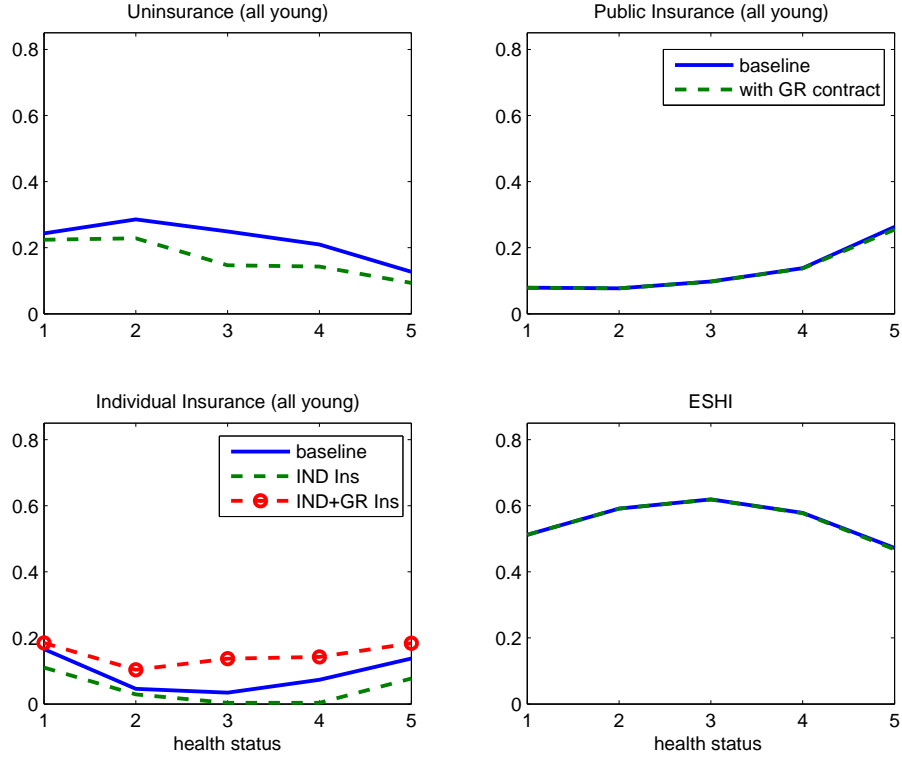 Uninsurance (all young)
0.8
0.6
0.4
0.2
0
1 2 3 4 5
Public Insurance (all young)
baseline
with GR contract
0.8
0.6
0.4
0.2
0
1 2 3 4 5
Individual Insurance (all young)
baseline
IND Ins
IND+GR Ins
0.8
0.6
0.4
0.2
0
1 2 3 4 5
health status
ESHI
0.8
0.6
0.4
0.2
0
1 2 3 4 5
health status